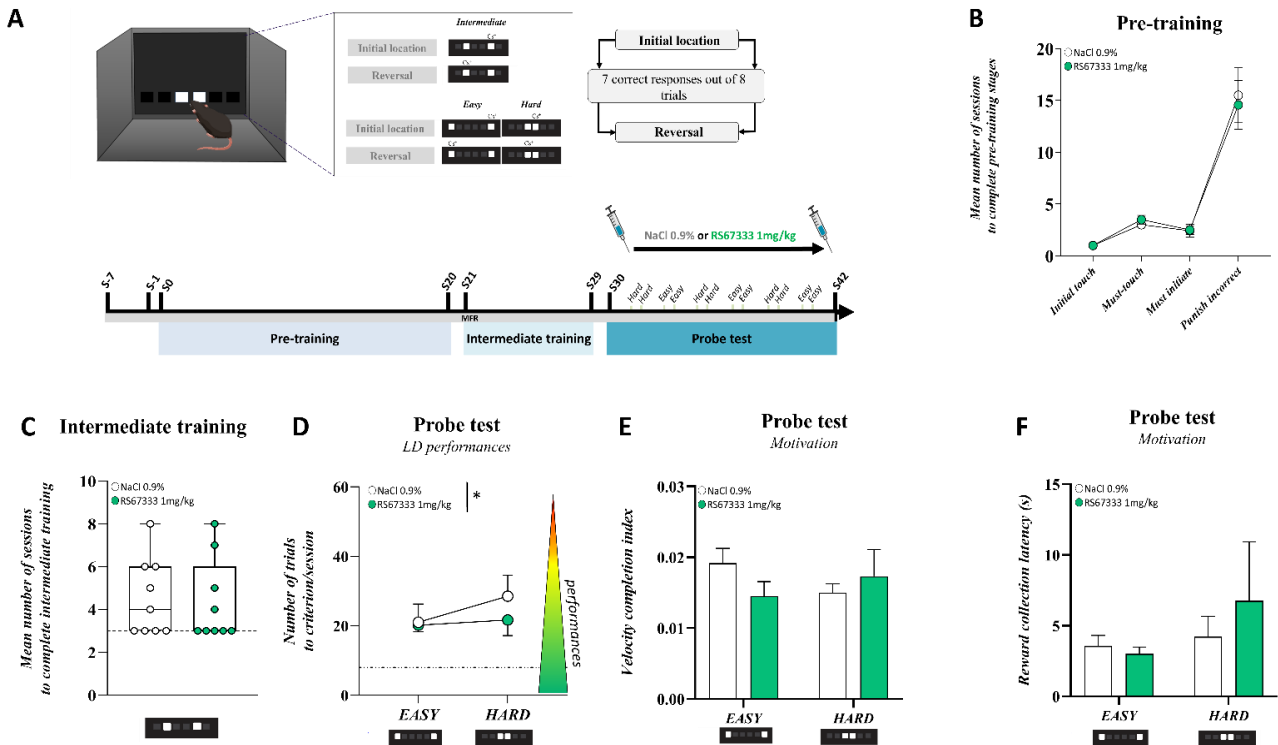 A
Intermediate
Cs+
Initial location
Reversal
Cs+
Easy
Hard
Cs+
Cs+
Initial location
Cs+
Cs+
Reversal
Initial location
7 correct responses out of 8
trials
Reversal
NaCl 0.9% or RS67333 1mg/kg
S-7
S-1
S0
S20
S21
S29
S30
Hard
Hard
Easy
Easy
Hard
Hard
Easy
Easy
Hard
Hard
Easy
Easy
S42
MFR
Pre-training
Intermediate training
Probe test
B
Pre-training
Mean number of sessions
to complete pre-training stages
20
15
10
5
0
NaCl 0.9%
RS67333 1mg/kg
Initial touch
Must-touch
Must initiate
Punish incorrect
C
Intermediate training
Mean number of sessions
to complete intermediate training
10
8
6
4
2
0
NaCl 0.9%
RS67333 1mg/kg
D
Probe test
LD performances
Number of trials
to criterion/session
60
40
20
0
NaCl 0.9%
RS67333 1mg/kg
*
performances
EASY
HARD
E
Probe test
Motivation
Velocity completion index
0.03
0.02
0.01
0.00
NaCl 0.9%
RS67333 1mg/kg
EASY
HARD
F
Probe test
Motivation
Reward collection latency (s)
15
10
5
0
NaCl 0.9%
RS67333 1mg/kg
EASY
HARD